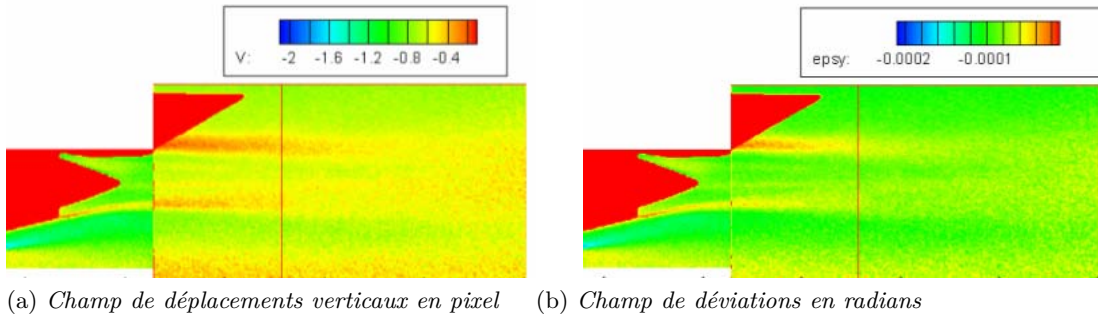 V: -2 -1.6 -1.2 -0.8 -0.4
epsy: -0.0002 -0.0001
(a) Champ de déplacements verticaux en pixel
(b) Champ de déviations en radians